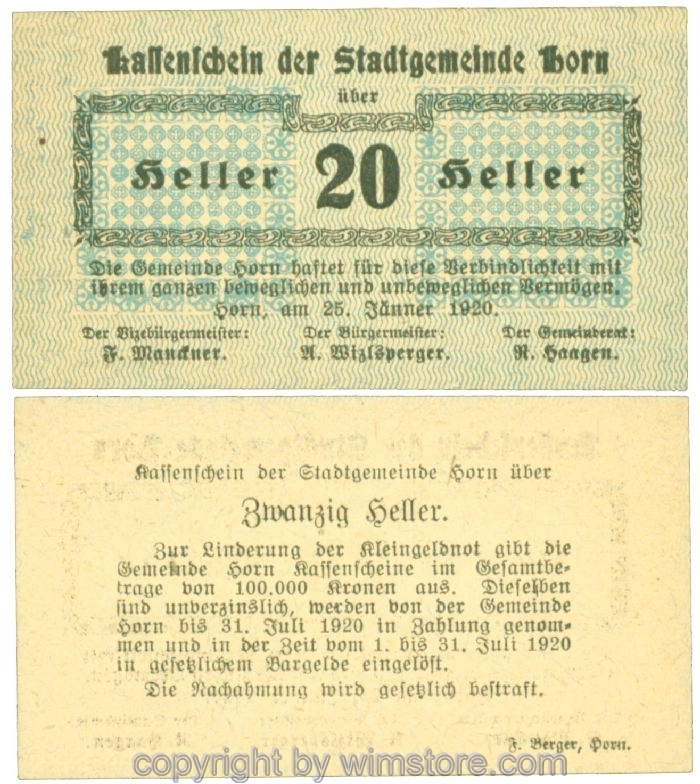 Kassenschein der Stadtgemeinde Horn
über
Heller 20 Heller
Die Gemeinde Horn haftet für diese Verbindlichkeit mit
ihrem ganzen beweglichen und unbeweglichen Vermögen.
Horn, am 25. Jänner 1920.
Der Vizebürgermeister: Der Bürgermeister: Der Gemeinderat:
F. Manckner. A. Wizlsperger. R. Haagen.
Kassenschein der Stadtgemeinde Horn über
Zwanzig Heller.
Zur Linderung der Kleingeldnot gibt die
Gemeinde Horn Kassenscheine im Gesamtbe-
trage von 100.000 Kronen aus. Dieselben
sind unverzinslich, werden von der Gemeinde
Horn bis 31. Juli 1920 in Zahlung genom-
men und in der Zeit vom 1. bis 31. Juli 1920
in gesetzlichem Bargelde eingelöst.
Die Nachahmung wird gesetzlich bestraft.
F. Berger, Horn.
copyright by wimstore.com